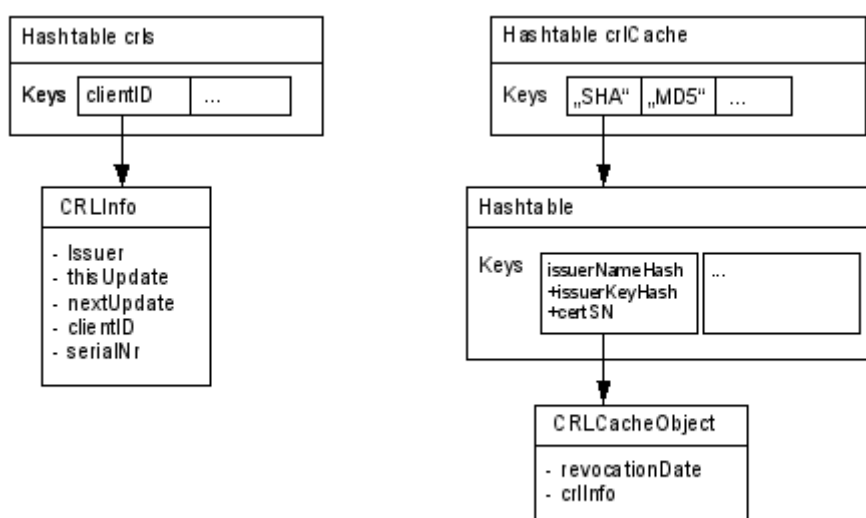 Hashtable crls
Keys clientID ...
CRLInfo
- Issuer
- thisUpdate
- nextUpdate
- clientID
- serialNr
Hashtable crlCache
Keys „SHA“ „MD5“ ...
Hashtable
Keys issuerNameHash ...
+issuerKeyHash
+certSN
CRLCacheObject
- revocationDate
- crlInfo